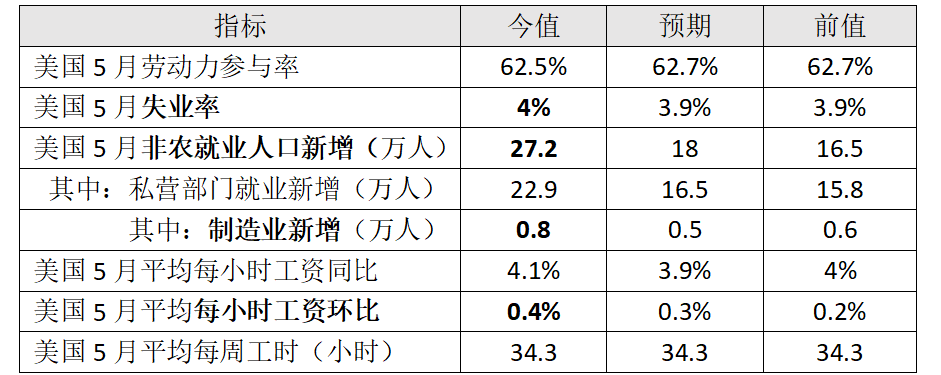 指标 今值 预期 前值
美国 5 月劳动力参与率 62.5% 62.7% 62.7%
美国 5 月失业率 4% 3.9% 3.9%
美国 5 月非农就业人口新增（万人） 27.2 18 16.5
其中：私营部门就业新增（万人） 22.9 16.5 15.8
其中：制造业新增（万人） 0.8 0.5 0.6
美国 5 月平均每小时工资同比 4.1% 3.9% 4%
美国 5 月平均每小时工资环比 0.4% 0.3% 0.2%
美国 5 月平均每周工时（小时） 34.3 34.3 34.3